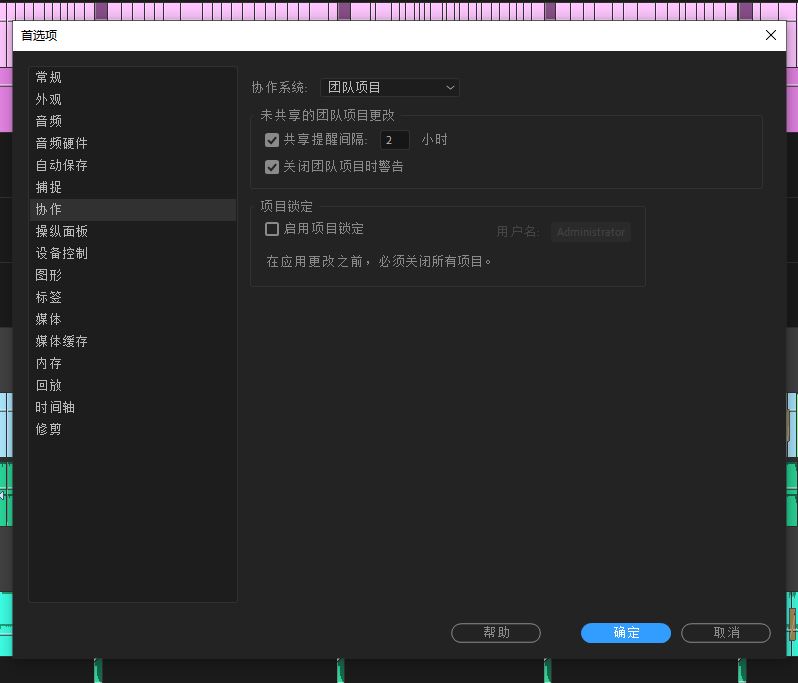 首选项
常规
外观
音频
音频硬件
自动保存
捕捉
协作
操纵面板
设备控制
图形
标签
媒体
媒体缓存
内存
回放
时间轴
修剪
协作系统: 团队项目
未共享的团队项目更改
共享提醒间隔: 2 小时
关闭团队项目时警告
项目锁定
启用项目锁定 用户名: Administrator
在应用更改之前，必须关闭所有项目。
帮助 确定 取消